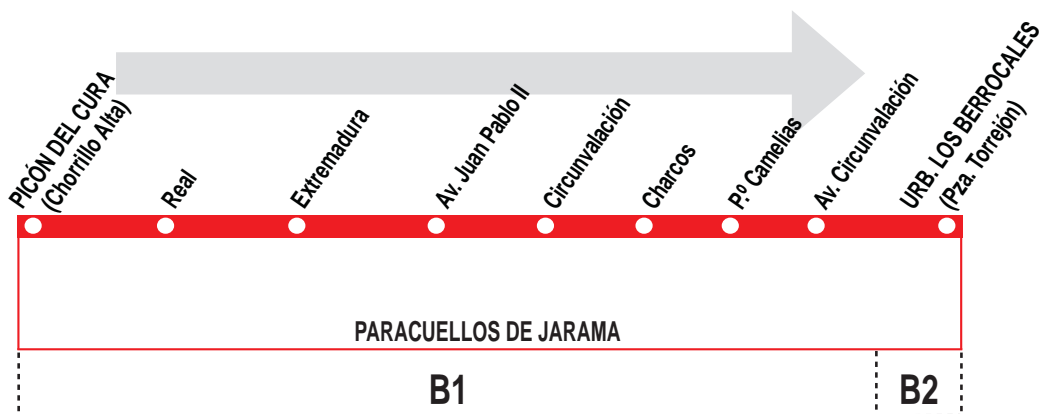 PICÓN DEL CURA
(Chorrillo Alta)
Real
Extremadura
Av. Juan Pablo II
Circunvalación
Charcos
P.º Camelias
Av. Circunvalación
URB. LOS BERROCALES
(Pza. Torrejón)
PARACUELLOS DE JARAMA
B1
B2